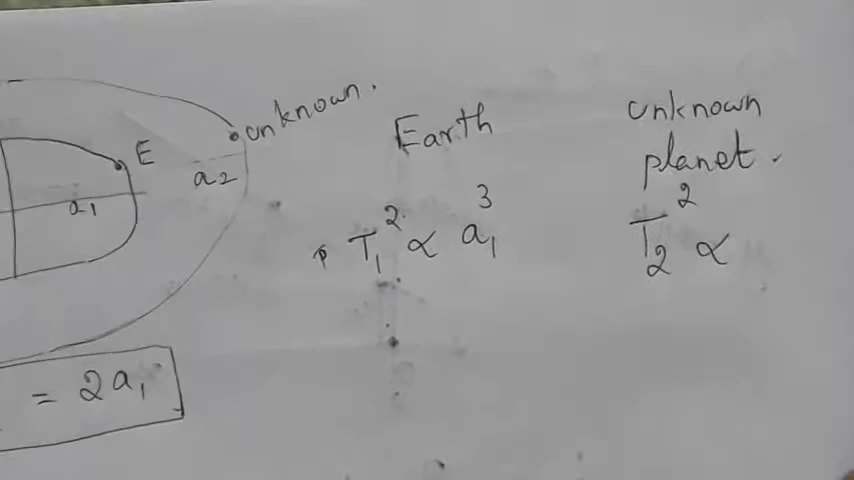 unknown.
E
a₂
a₁
= 2a₁
Earth
T₁² ∝ a₁³
unknown
planet.
T₂² ∝